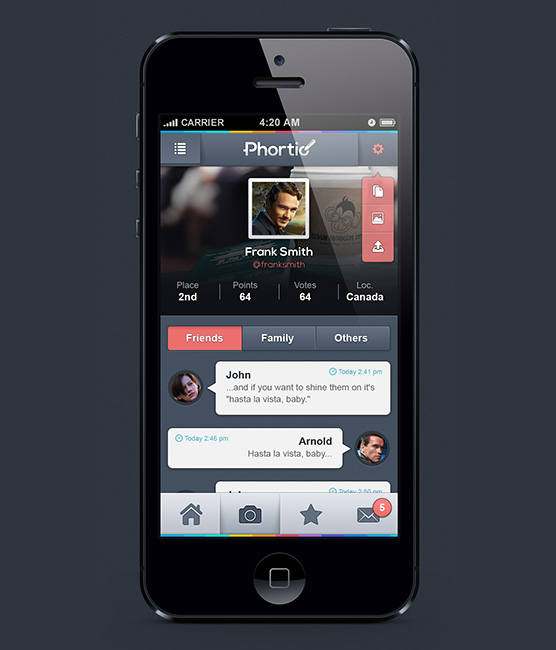 CARRIER 4:20 AM
Phortio
Frank Smith
@franksmith
Place Points Votes Loc.
2nd 64 64 Canada
Friends Family Others
John Today 2:41 pm
...and if you want to shine them on it's
"hasta la vista, baby."
Today 2:46 pm Arnold
Hasta la vista, baby...
Today 2:50 pm
5